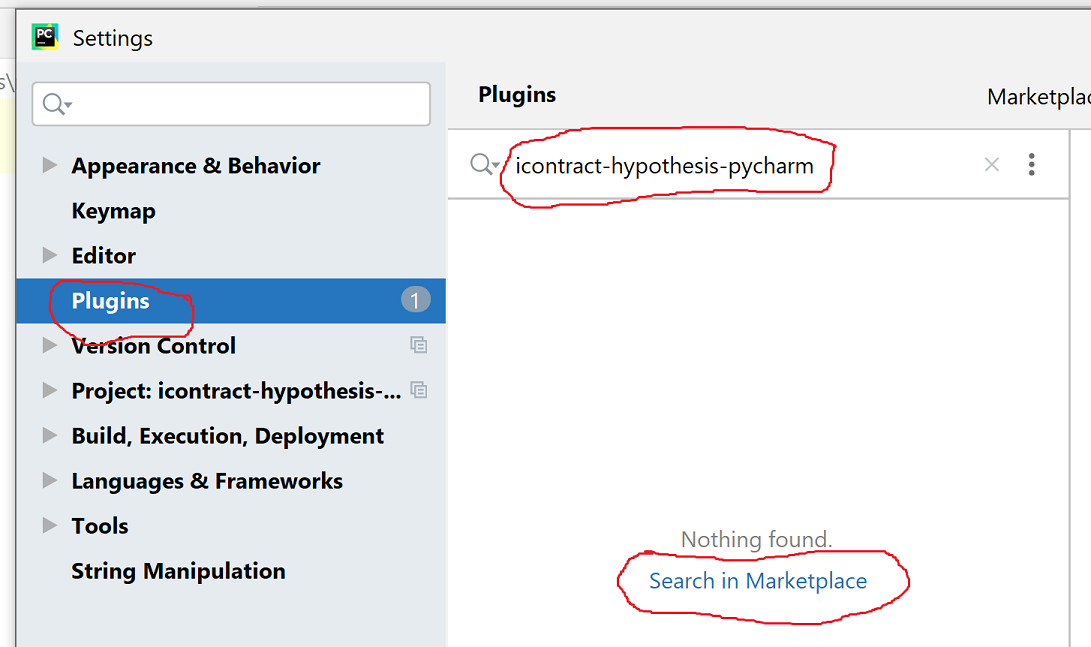 PC
Settings
Plugins
Marketplac
icontract-hypothesis-pycharm
Appearance & Behavior
Keymap
Editor
Plugins
1
Version Control
Project: icontract-hypothesis-...
Build, Execution, Deployment
Languages & Frameworks
Tools
String Manipulation
Nothing found.
Search in Marketplace